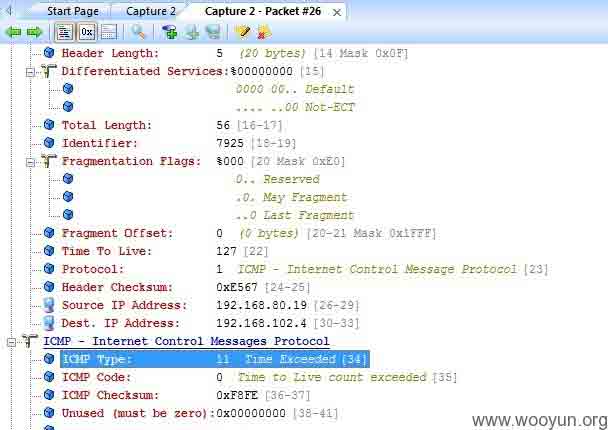 Start Page Capture 2 Capture 2 - Packet #26
Header Length: 5 (20 bytes) [14 Mask 0x0F]
Differentiated Services:%00000000 [15]
0000 00.. Default
.... ..00 Not-ECT
Total Length: 56 [16-17]
Identifier: 7925 [18-19]
Fragmentation Flags: %000 [20 Mask 0xE0]
0.. Reserved
.0. May Fragment
..0 Last Fragment
Fragment Offset: 0 (0 bytes) [20-21 Mask 0x1FFF]
Time To Live: 127 [22]
Protocol: 1 ICMP - Internet Control Message Protocol [23]
Header Checksum: 0xE567 [24-25]
Source IP Address: 192.168.80.19 [26-29]
Dest. IP Address: 192.168.102.4 [30-33]
ICMP - Internet Control Messages Protocol
ICMP Type: 11 Time Exceeded [34]
ICMP Code: 0 Time to Live count exceeded [35]
ICMP Checksum: 0xF8FE [36-37]
Unused (must be zero):0x00000000 [38-41]
www.wooyun.org